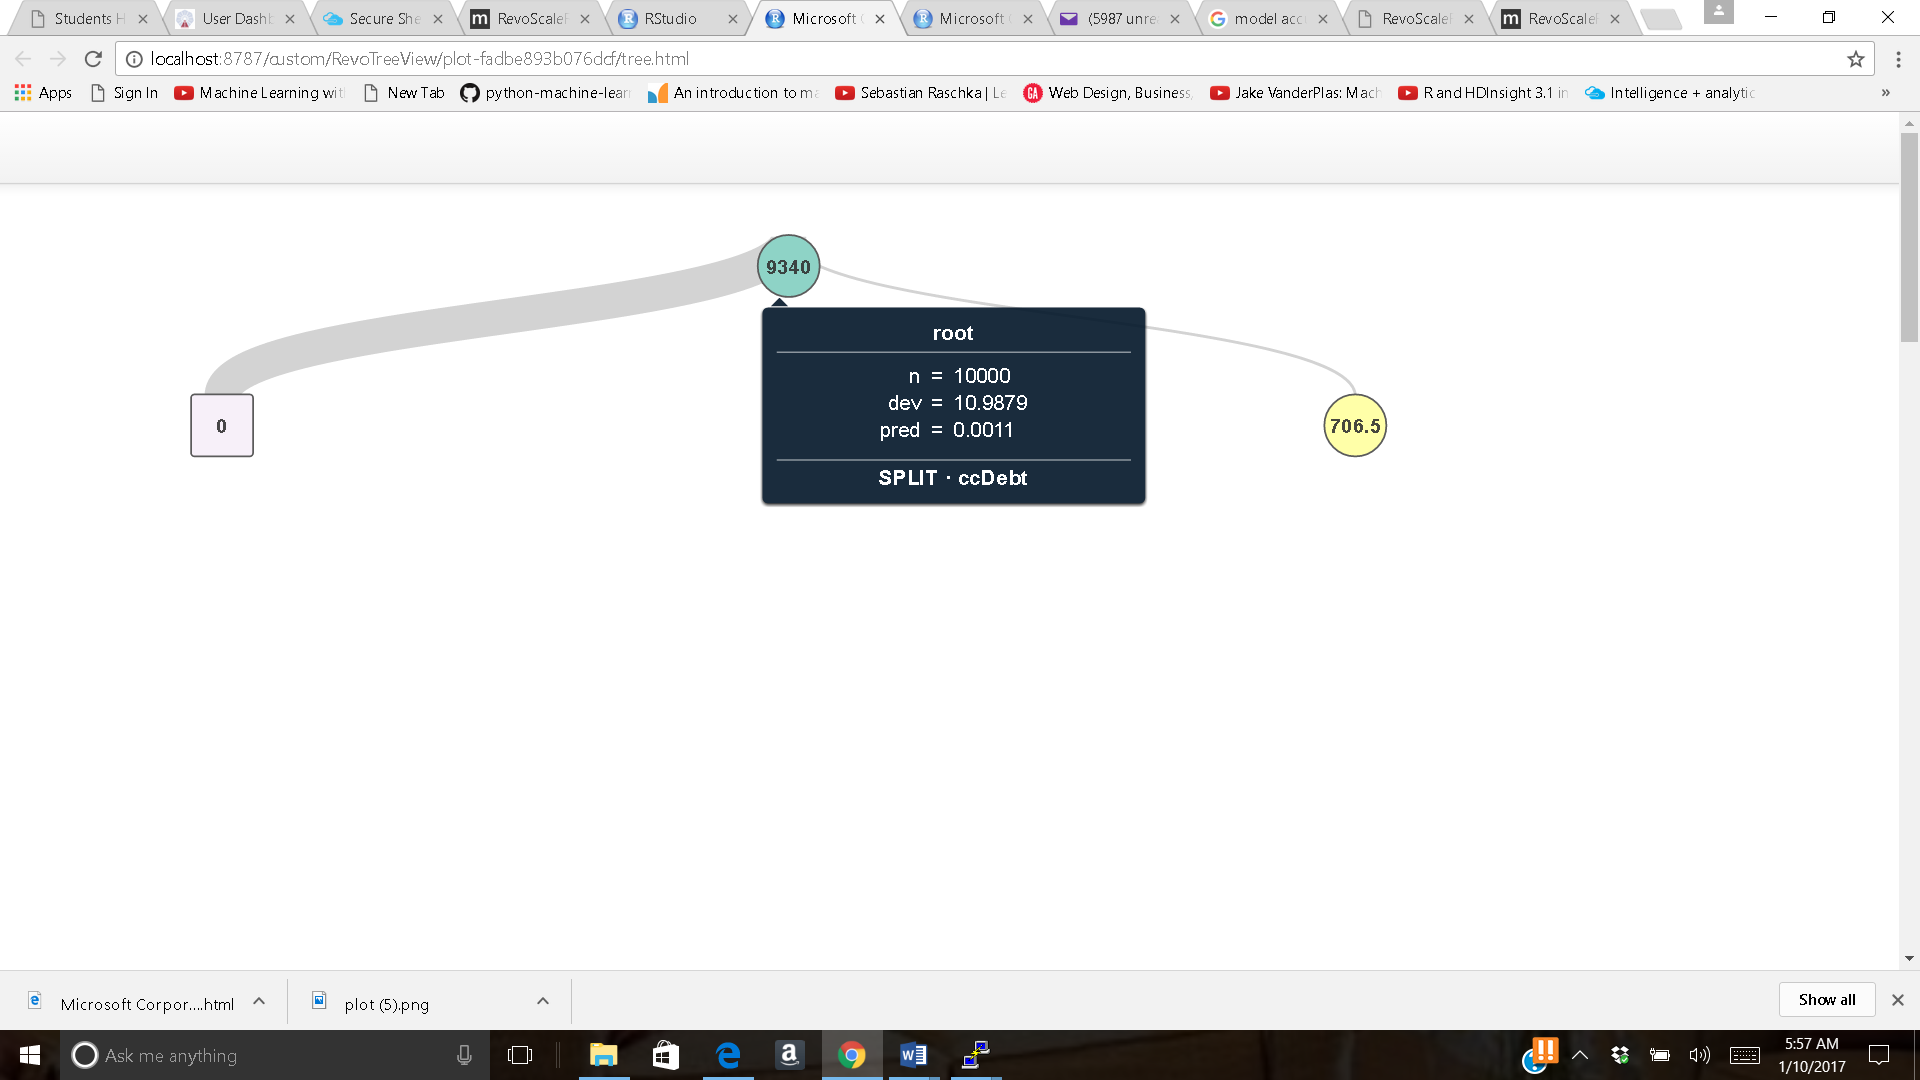 Students H
User Dashb
Secure She
RevoScaleR
RStudio
Microsoft
Microsoft
(5987 unre
model acc
RevoScale
RevoScaleR
localhost:8787/custom/RevoTreeView/plot-fadbe893b076ddf/tree.html
Apps
Sign In
Machine Learning wit
New Tab
python-machine-lear
An introduction to ma
Sebastian Raschka | Le
GA
Web Design, Business,
Jake VanderPlas: Mach
R and HDInsight 3.1 in
Intelligence + analytic
»
9340
root
n = 10000
dev = 10.9879
pred = 0.0011
SPLIT · ccDebt
0
706.5
Microsoft Corpor....html
plot (5).png
Show all
Ask me anything
5:57 AM
1/10/2017